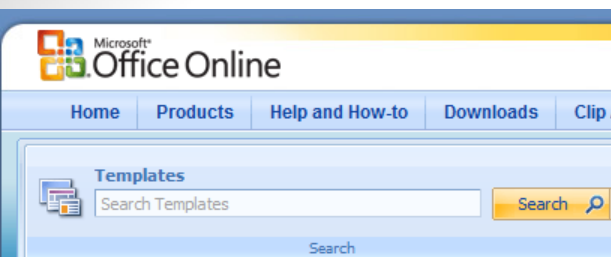 Microsoft®
Office Online
Home Products Help and How-to Downloads Clip
Templates
Search Templates
Search
Search